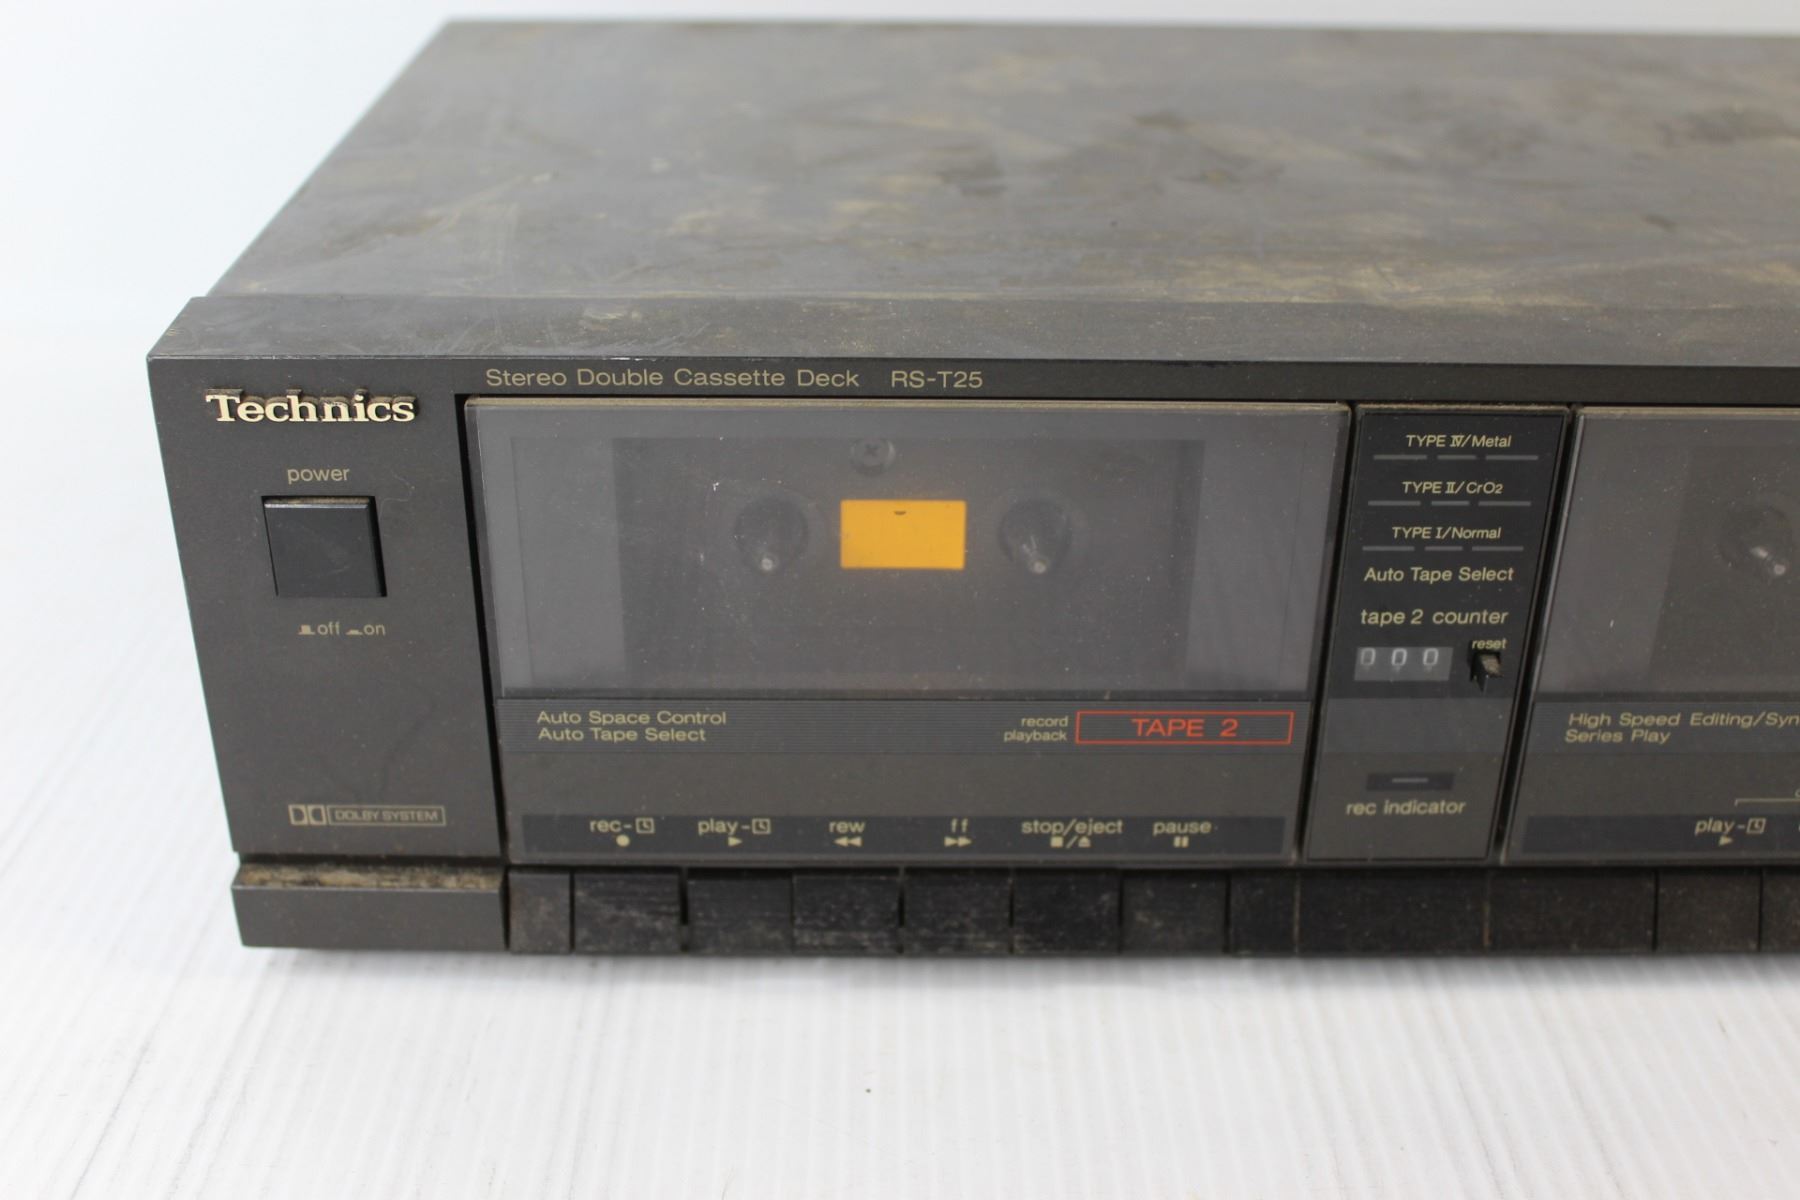 Stereo Double Cassette Deck RS-T25
Technics
power
off on
DOLBY SYSTEM
Auto Space Control
Auto Tape Select
record
playback
TAPE 2
rec- play- rew ff stop/eject pause
TYPE IV/Metal
TYPE II/CrO2
TYPE I/Normal
Auto Tape Select
tape 2 counter
reset
000
rec indicator
High Speed Editing/Syn
Series Play
play-